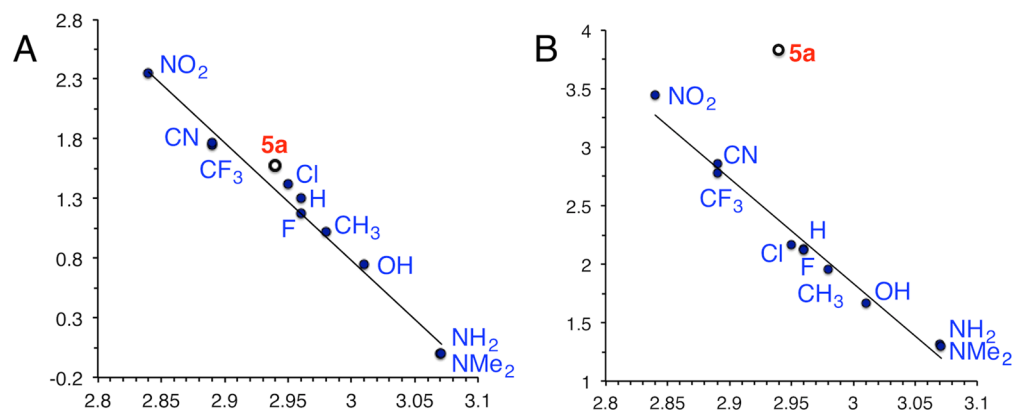 A
2.8
2.3
1.8
1.3
0.8
0.3
-0.2
2.8 2.85 2.9 2.95 3 3.05 3.1
NO₂
CN
CF₃
5a
Cl
H
F
CH₃
OH
NH₂
NMe₂
B
4
3.5
3
2.5
2
1.5
1
2.8 2.85 2.9 2.95 3 3.05 3.1
5a
NO₂
CN
CF₃
H
Cl
F
CH₃
OH
NH₂
NMe₂